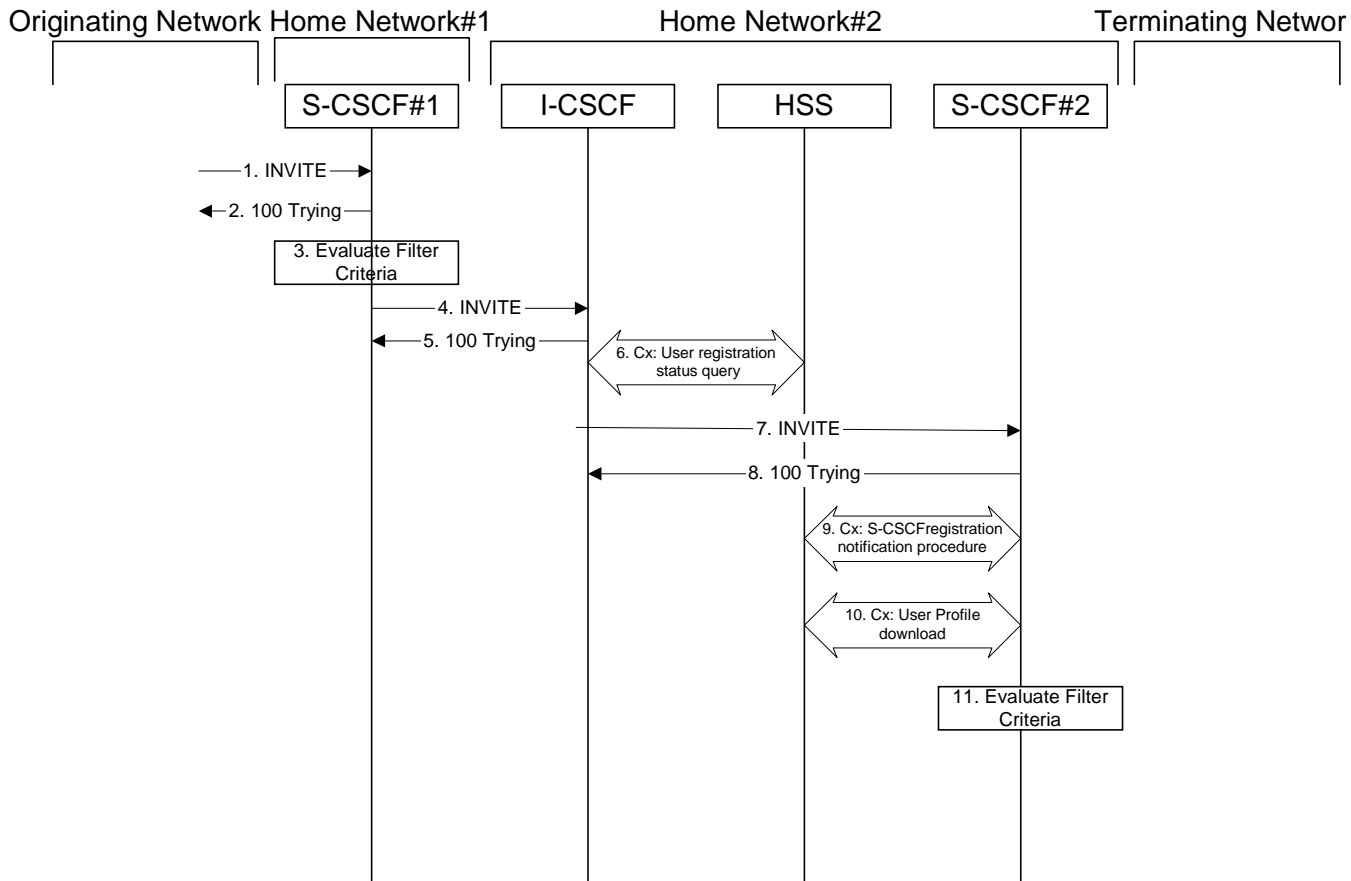 Originating Network Home Network#1 Home Network#2 Terminating Networ
S-CSCF#1 I-CSCF HSS S-CSCF#2
1. INVITE
2. 100 Trying
3. Evaluate Filter
Criteria
4. INVITE
5. 100 Trying
6. Cx: User registration
status query
7. INVITE
8. 100 Trying
9. Cx: S-CSCFregistration
notification procedure
10. Cx: User Profile
download
11. Evaluate Filter
Criteria